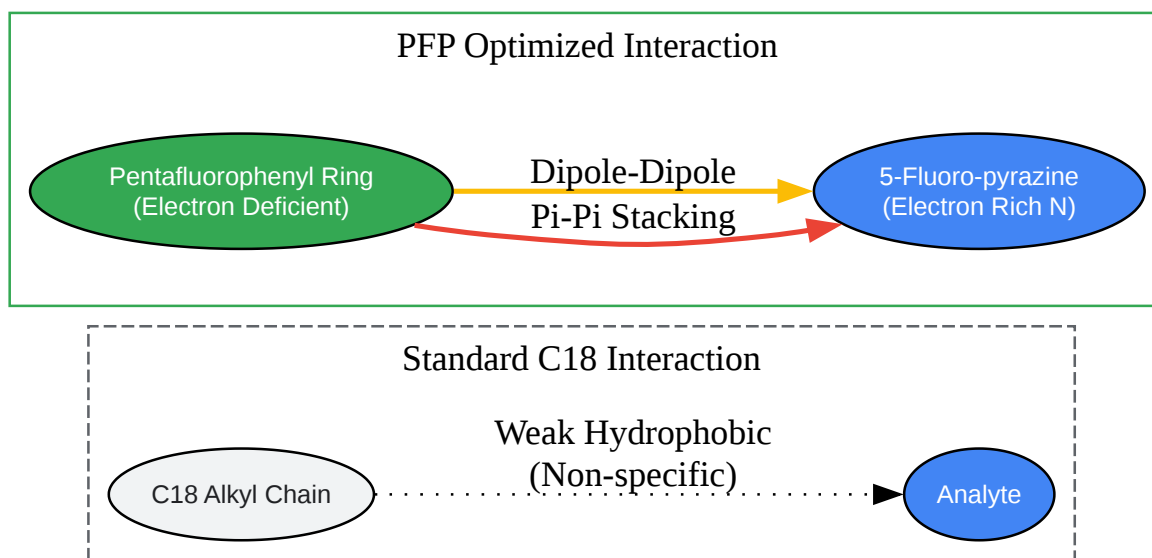 PFP Optimized Interaction
Pentafluorophenyl Ring
(Electron Deficient)
Dipole-Dipole
Pi-Pi Stacking
5-Fluoro-pyrazine
(Electron Rich N)
Standard C18 Interaction
C18 Alkyl Chain
Weak Hydrophobic
(Non-specific)
Analyte